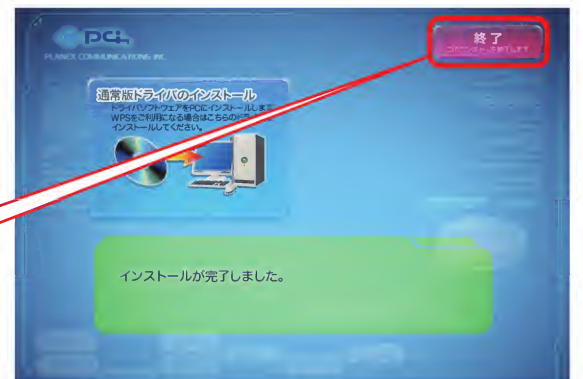 PCi
PLANEX COMMUNICATIONS INC.
終了
通常版ドライバのインストール
ドライバソフトウェアをPCにインストールします
WPSをご利用になる場合はこちらのドラ
インストールしてください。
インストールが完了しました。